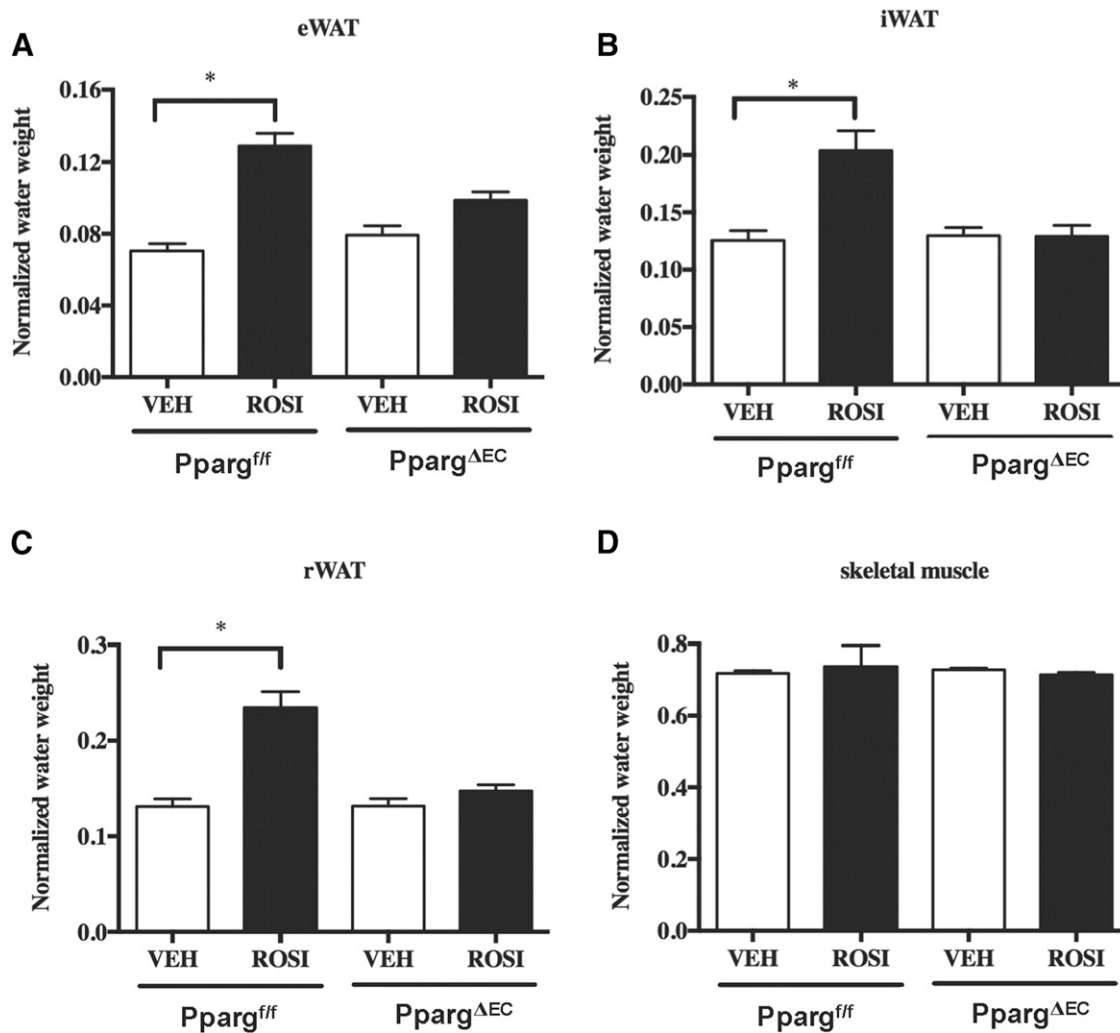 A
eWAT
Normalized water weight
0.16
*
0.12
0.08
0.04
0.00
VEH ROSI VEH ROSI
Ppargf/f PpargΔEC
B
iWAT
Normalized water weight
0.25
*
0.20
0.15
0.10
0.05
0.00
VEH ROSI VEH ROSI
Ppargf/f PpargΔEC
C
rWAT
Normalized water weight
0.3
*
0.2
0.1
0.0
VEH ROSI VEH ROSI
Ppargf/f PpargΔEC
D
skeletal muscle
Normalized water weight
0.8
0.6
0.4
0.2
0.0
VEH ROSI VEH ROSI
Ppargf/f PpargΔEC